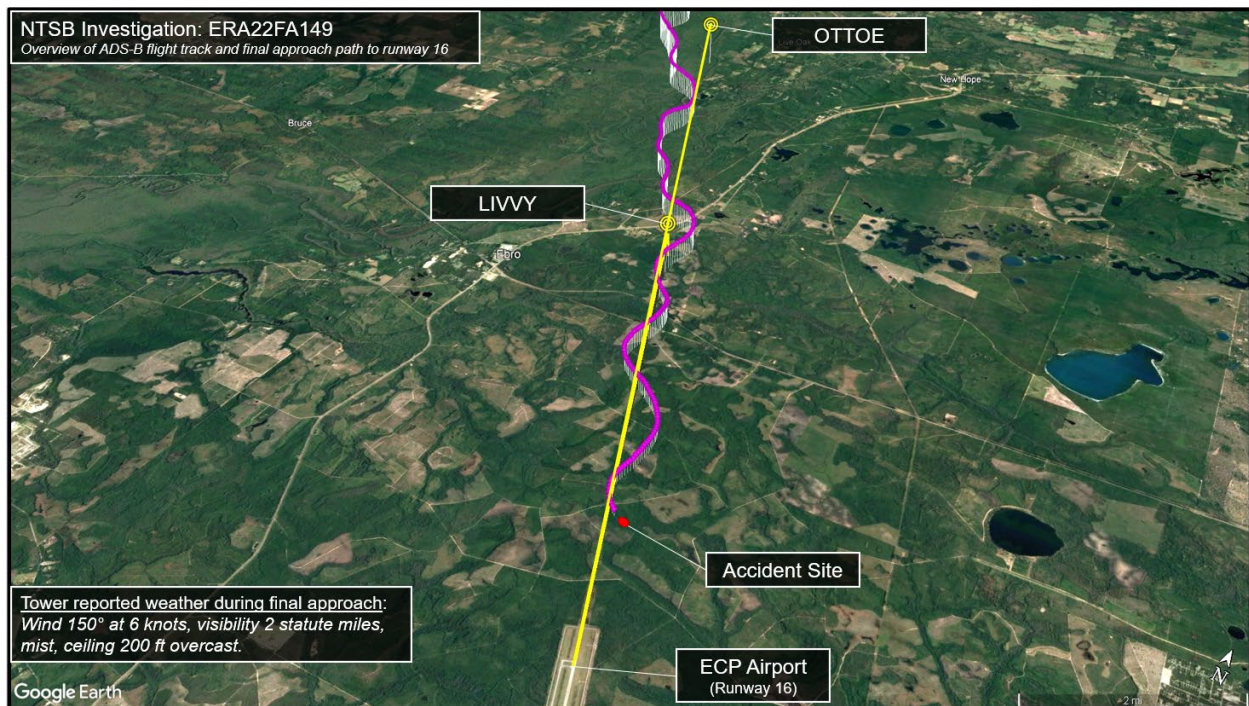 NTSB Investigation: ERA22FA149
Overview of ADS-B flight track and final approach path to runway 16
OTTOE
New Hope
Bruce
LIVVY
Ebro
Accident Site
Tower reported weather during final approach:
Wind 150° at 6 knots, visibility 2 statute miles,
mist, ceiling 200 ft overcast.
ECP Airport
(Runway 16)
N
Google Earth
2 mi